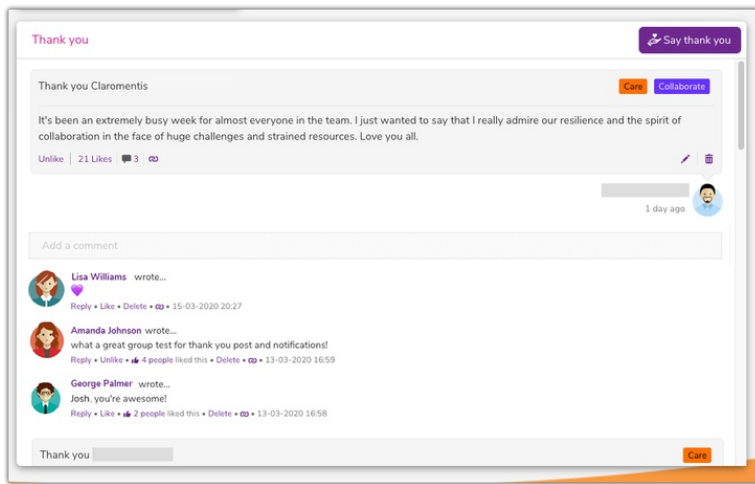 Thank you
Say thank you
Thank you Claromentis
Care
Collaborate
It's been an extremely busy week for almost everyone in the team. I just wanted to say that I really admire our resilience and the spirit of
collaboration in the face of huge challenges and strained resources. Love you all.
Unlike | 21 Likes | 3
1 day ago
Add a comment
Lisa Williams wrote...
💜
Reply • Like • Delete • • 15-03-2020 20:27
Amanda Johnson wrote...
what a great group test for thank you post and notifications!
Reply • Unlike • 4 people liked this • Delete • • 13-03-2020 16:59
George Palmer wrote...
Josh, you're awesome!
Reply • Like • 2 people liked this • Delete • • 13-03-2020 16:58
Thank you
Care